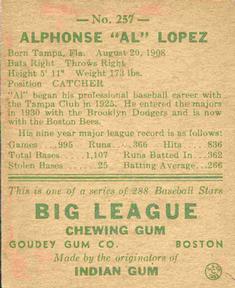 No. 257
ALPHONSE "AL" LOPEZ
Born Tampa, Fla. August 20, 1908
Bats Right Throws Right
Height 5' 11" Weight 173 lbs.
Position CATCHER
"Al" began his professional baseball career with
the Tampa Club in 1925. He entered the majors
in 1930 with the Brooklyn Dodgers and is now
with the Boston Bees.
His nine year major league record is as follows:
Games 995 Runs 366 Hits 836
Total Bases 1,107 Runs Batted In 362
Stolen Bases 25 Batting Average .266
This is one of a series of 288 Baseball Stars
BIG LEAGUE
CHEWING GUM
GOUDEY GUM CO. BOSTON
Made by the originators of
INDIAN GUM